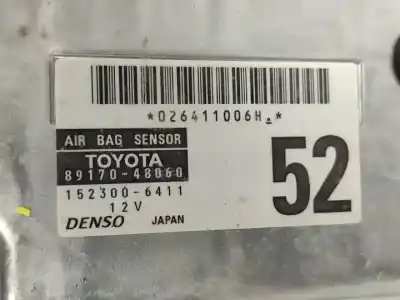 *026411006H.*
AIR BAG SENSOR
TOYOTA
89170-48060
152300-6411
12V
DENSO JAPAN
52